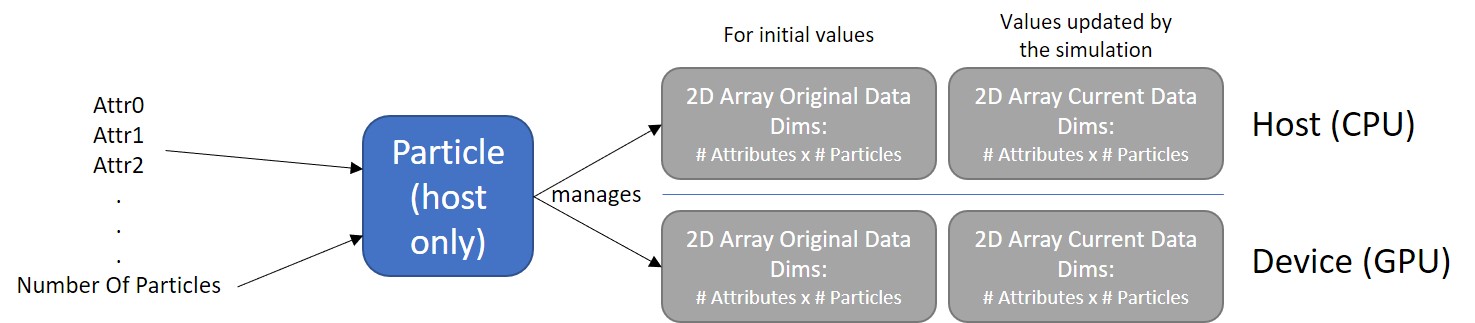 Attr0
Attr1
Attr2
.
.
.
Number Of Particles
Particle
(host
only)
manages
For initial values
Values updated by
the simulation
2D Array Original Data
Dims:
# Attributes x # Particles
2D Array Current Data
Dims:
# Attributes x # Particles
Host (CPU)
2D Array Original Data
Dims:
# Attributes x # Particles
2D Array Current Data
Dims:
# Attributes x # Particles
Device (GPU)